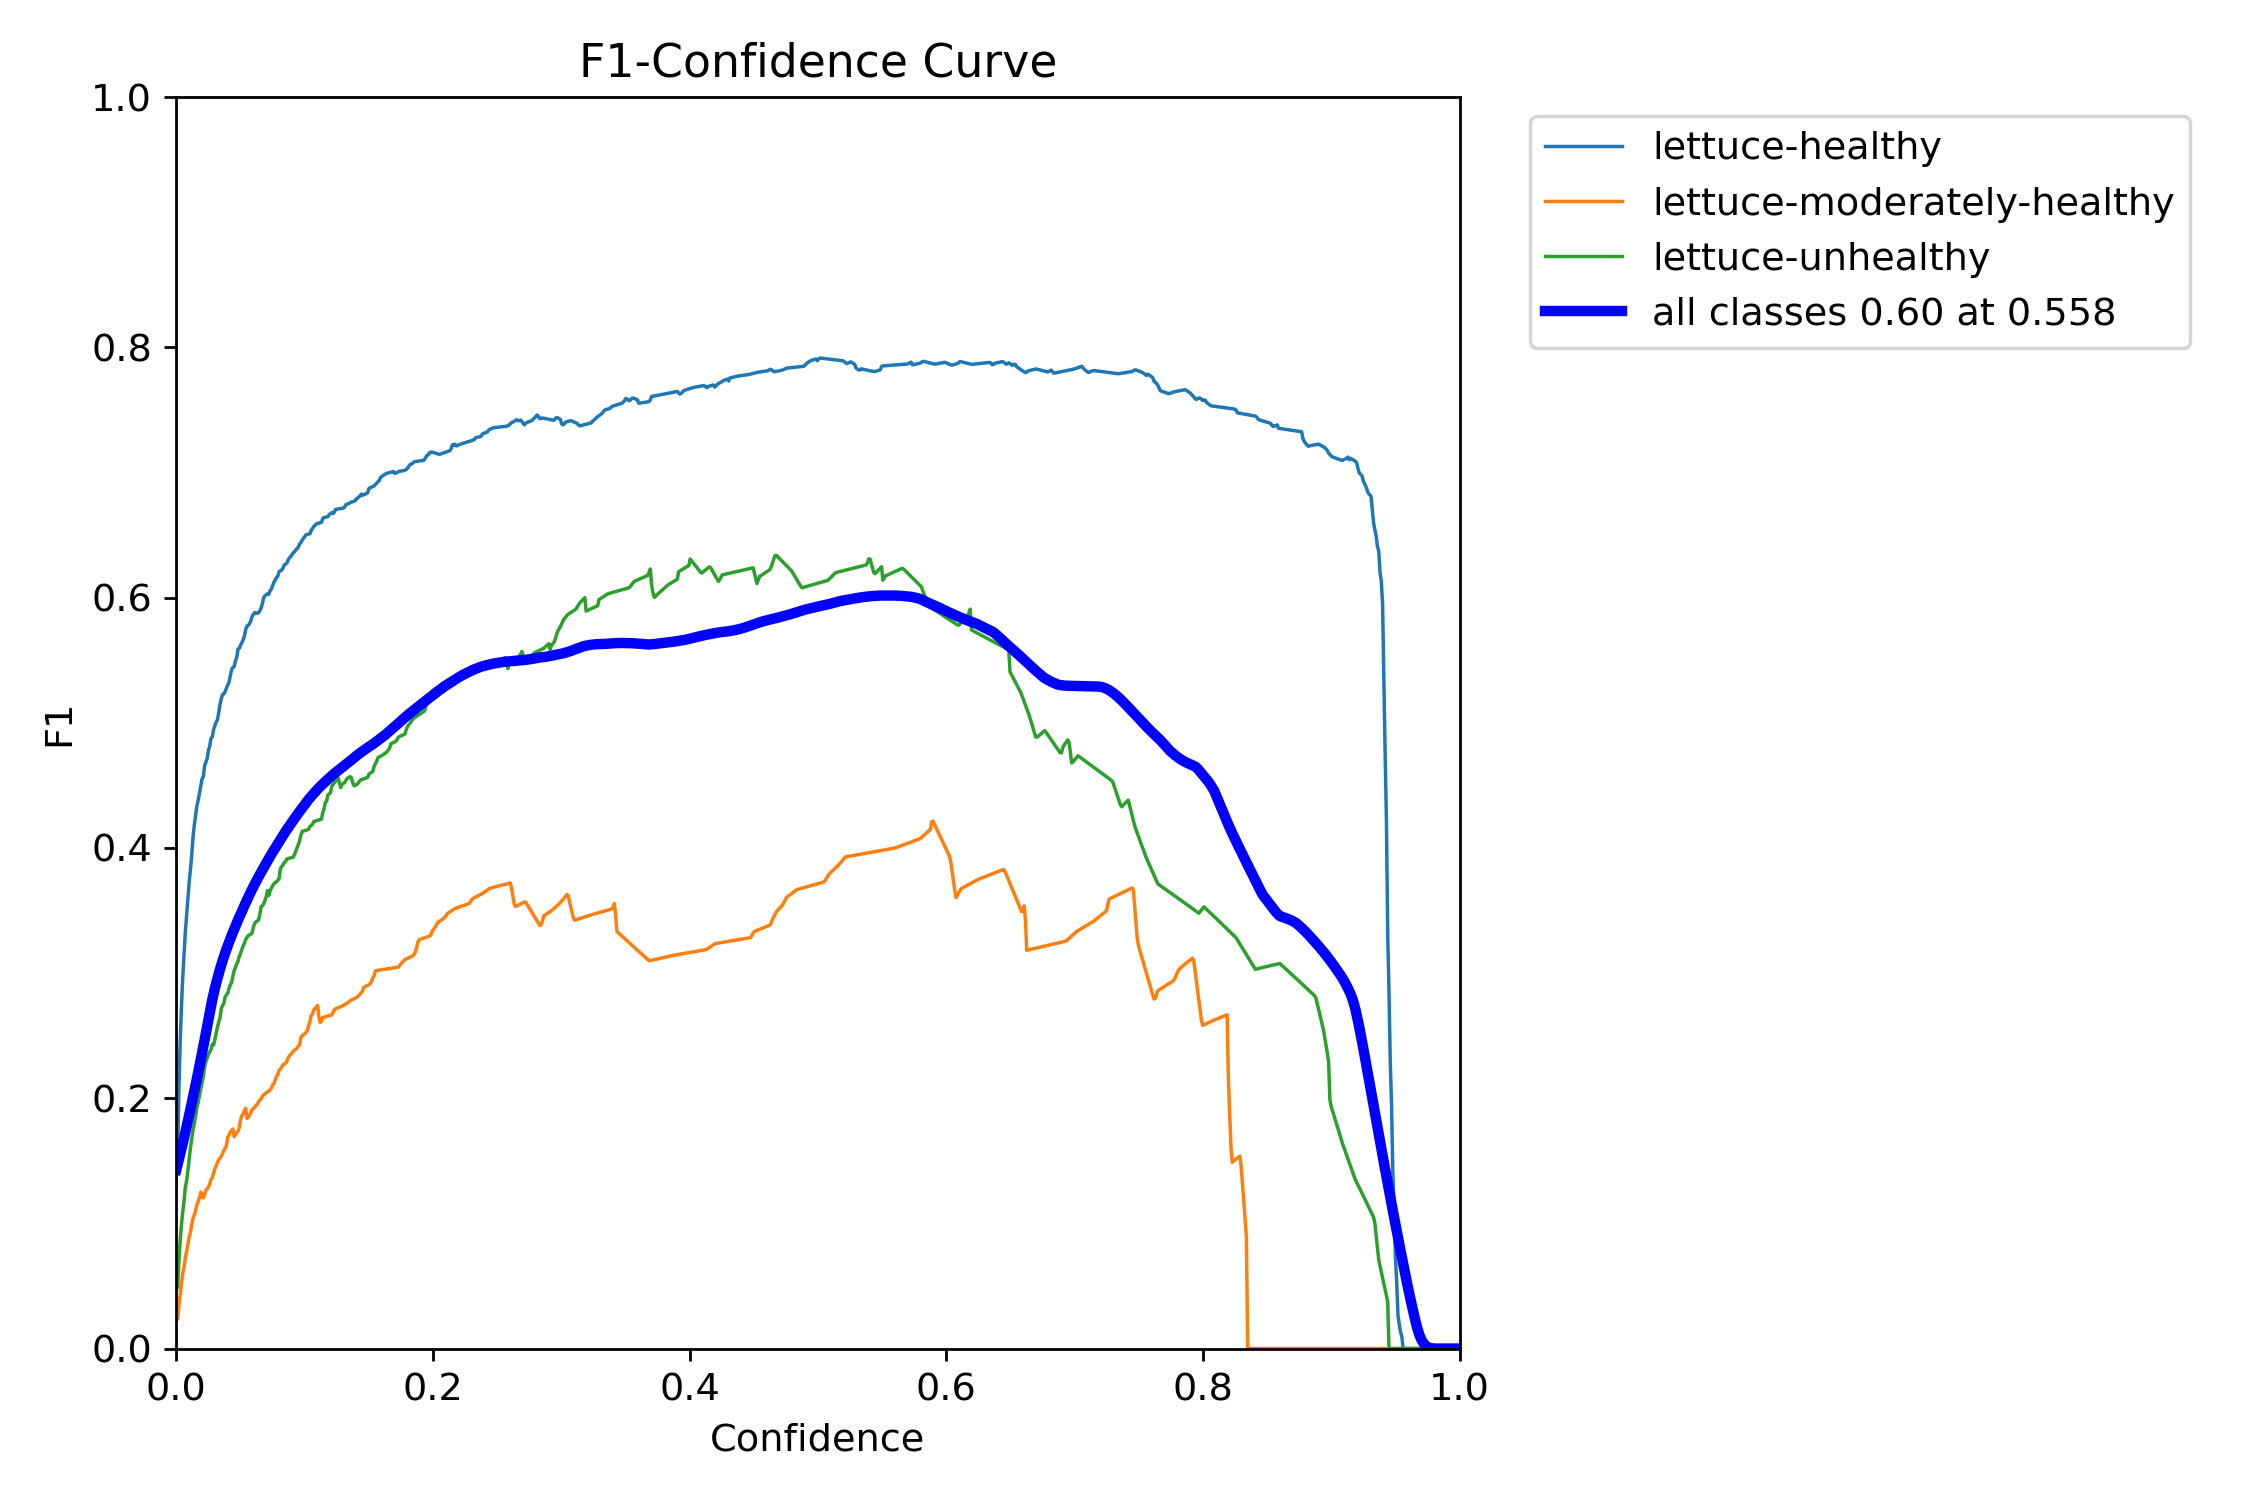 F1-Confidence Curve
1.0
0.8
0.6
0.4
0.2
0.0
F1
0.0 0.2 0.4 0.6 0.8 1.0
Confidence
lettuce-healthy
lettuce-moderately-healthy
lettuce-unhealthy
all classes 0.60 at 0.558